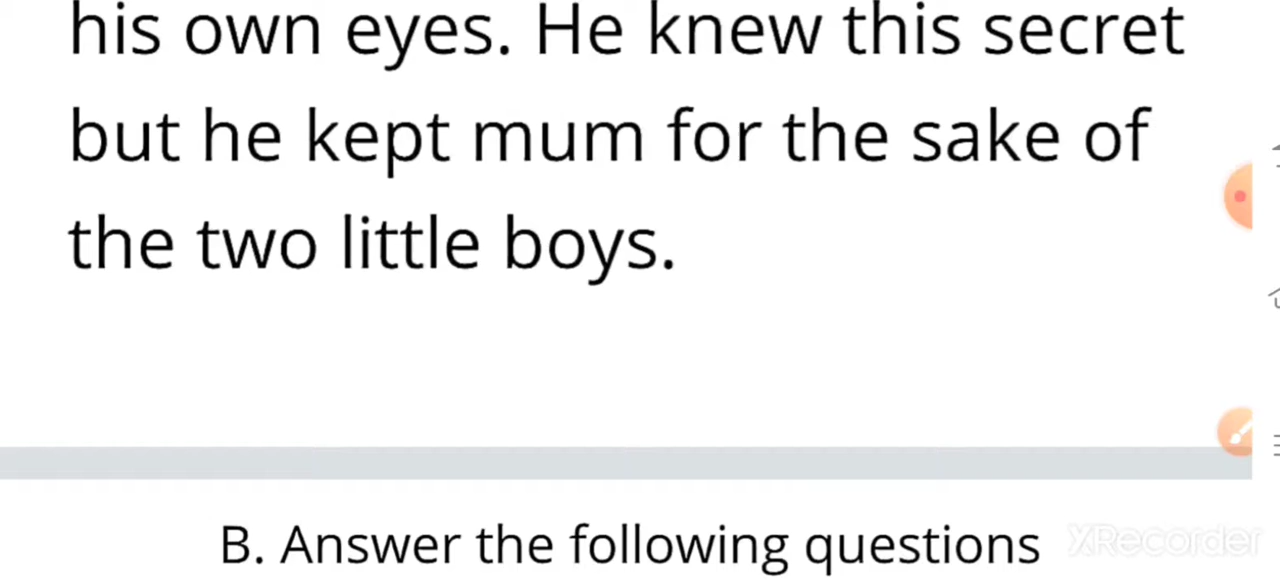 his own eyes. He knew this secret
but he kept mum for the sake of
the two little boys.
B. Answer the following questions
XRecorder